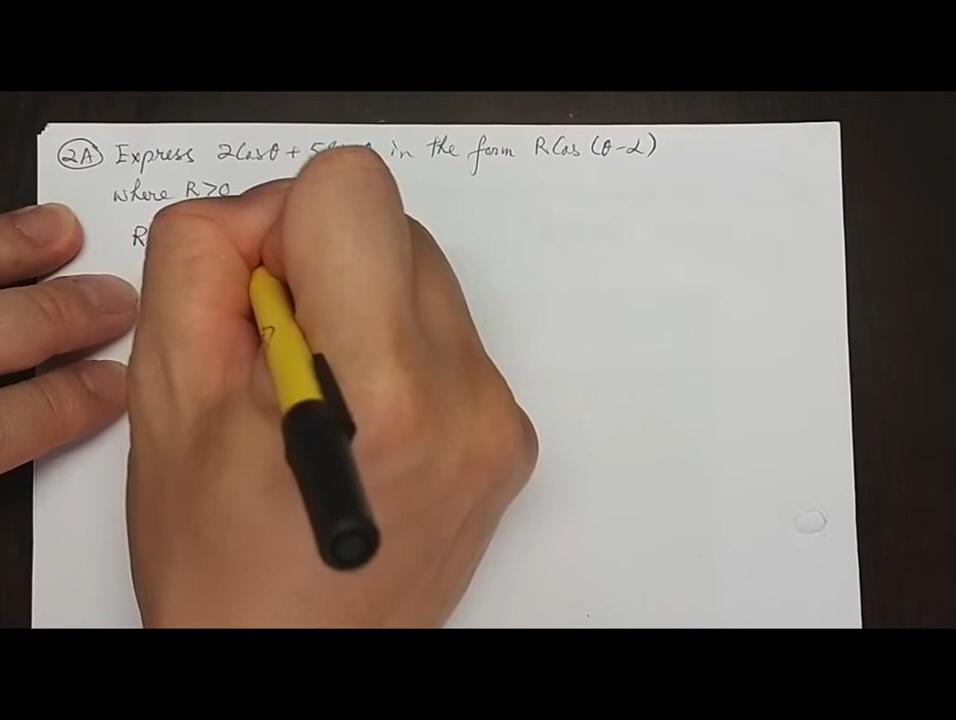 2A Express 2Cosθ + 5 in the form RCos (θ-α)
where R>0
R